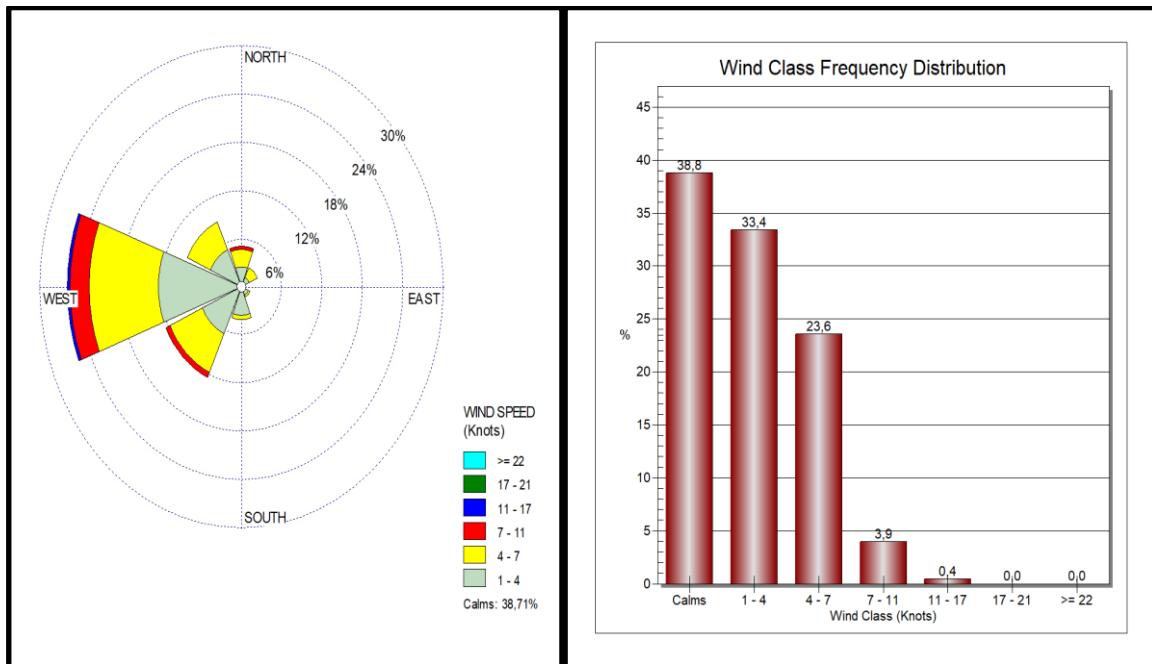 NORTH
30%
24%
18%
12%
6%
WEST
EAST
SOUTH
WIND SPEED
(Knots)
>= 22
17 - 21
11 - 17
7 - 11
4 - 7
1 - 4
Calms: 38,71%
Wind Class Frequency Distribution
45
40
35
30
25
20
15
10
5
0
%
38,8
33,4
23,6
3,9
0,4
0,0
0,0
Calms
1 - 4
4 - 7
7 - 11
11 - 17
17 - 21
>= 22
Wind Class (Knots)